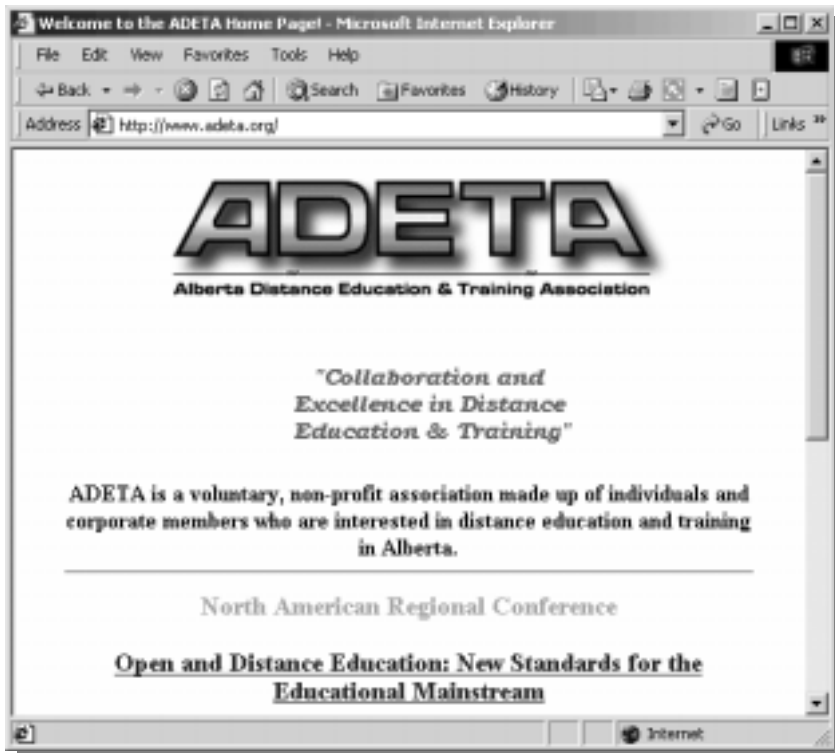 Welcome to the ADETA Home Page! - Microsoft Internet Explorer
File Edit View Favorites Tools Help
Back Search Favorites History
Address http://www.adeta.org/ Go Links »
ADETA
Alberta Distance Education & Training Association
"Collaboration and
Excellence in Distance
Education & Training"
ADETA is a voluntary, non-profit association made up of individuals and
corporate members who are interested in distance education and training
in Alberta.
North American Regional Conference
Open and Distance Education: New Standards for the
Educational Mainstream
Internet